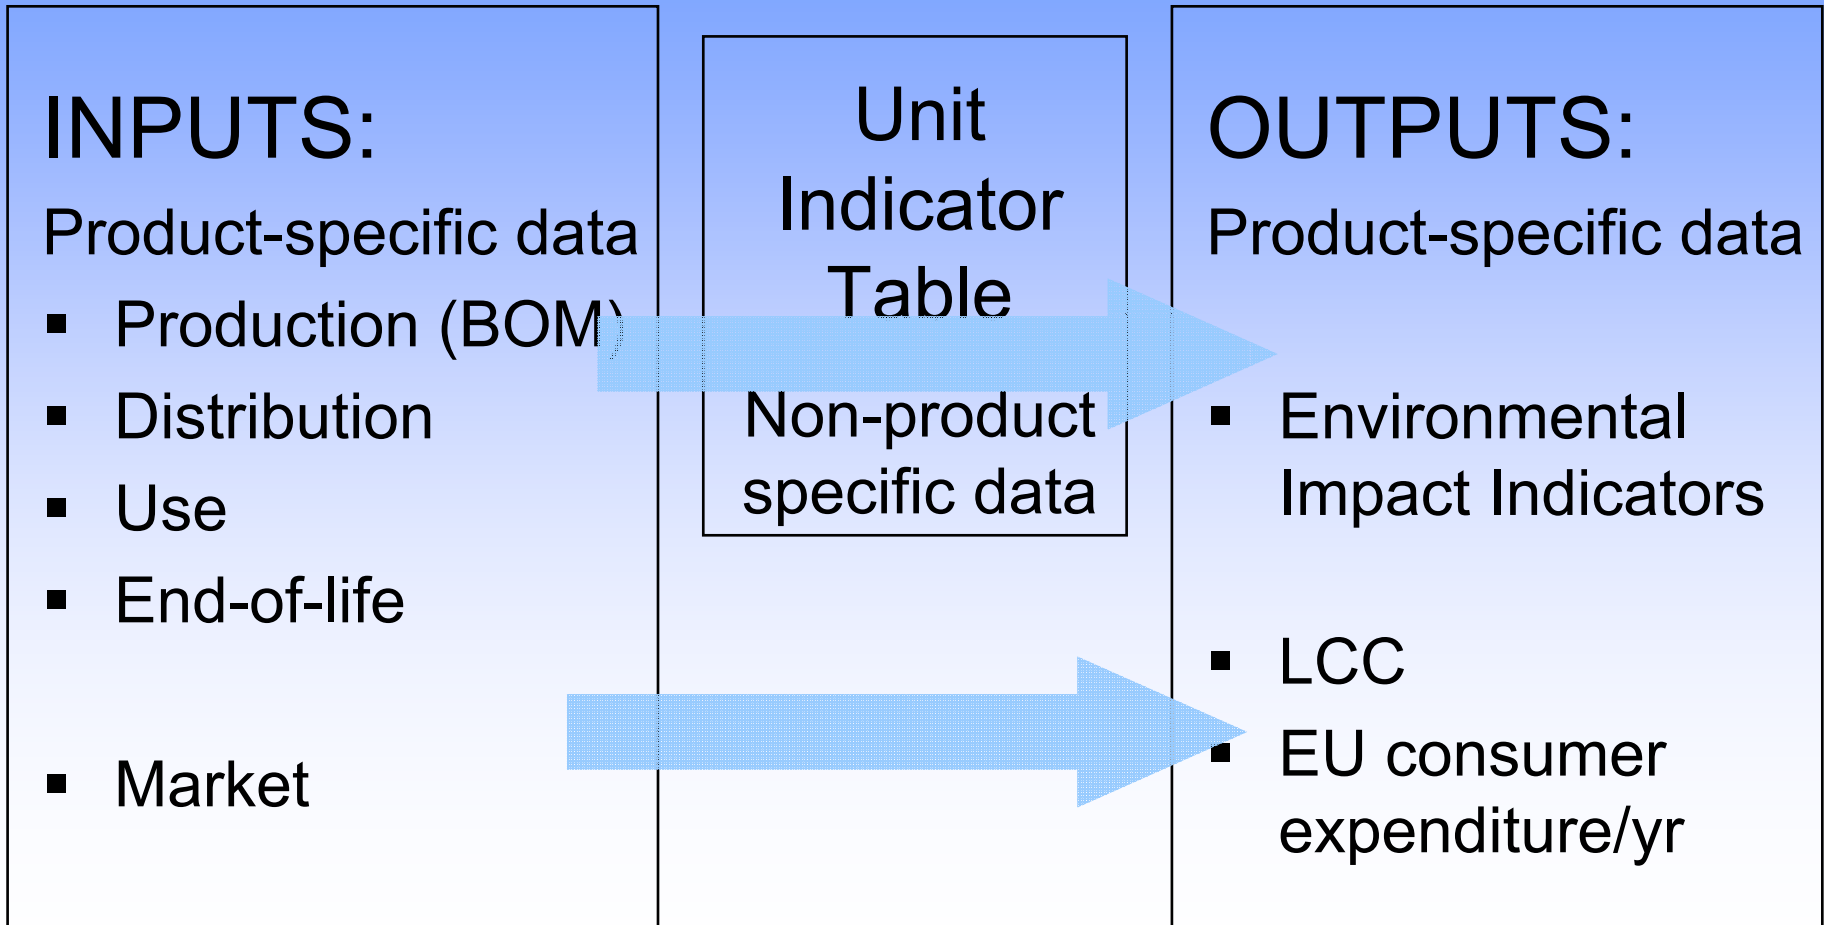 INPUTS:
Product-specific data
▪ Production (BOM)
▪ Distribution
▪ Use
▪ End-of-life
▪ Market
Unit
Indicator
Table
Non-product
specific data
OUTPUTS:
Product-specific data
▪ Environmental
Impact Indicators
▪ LCC
▪ EU consumer
expenditure/yr